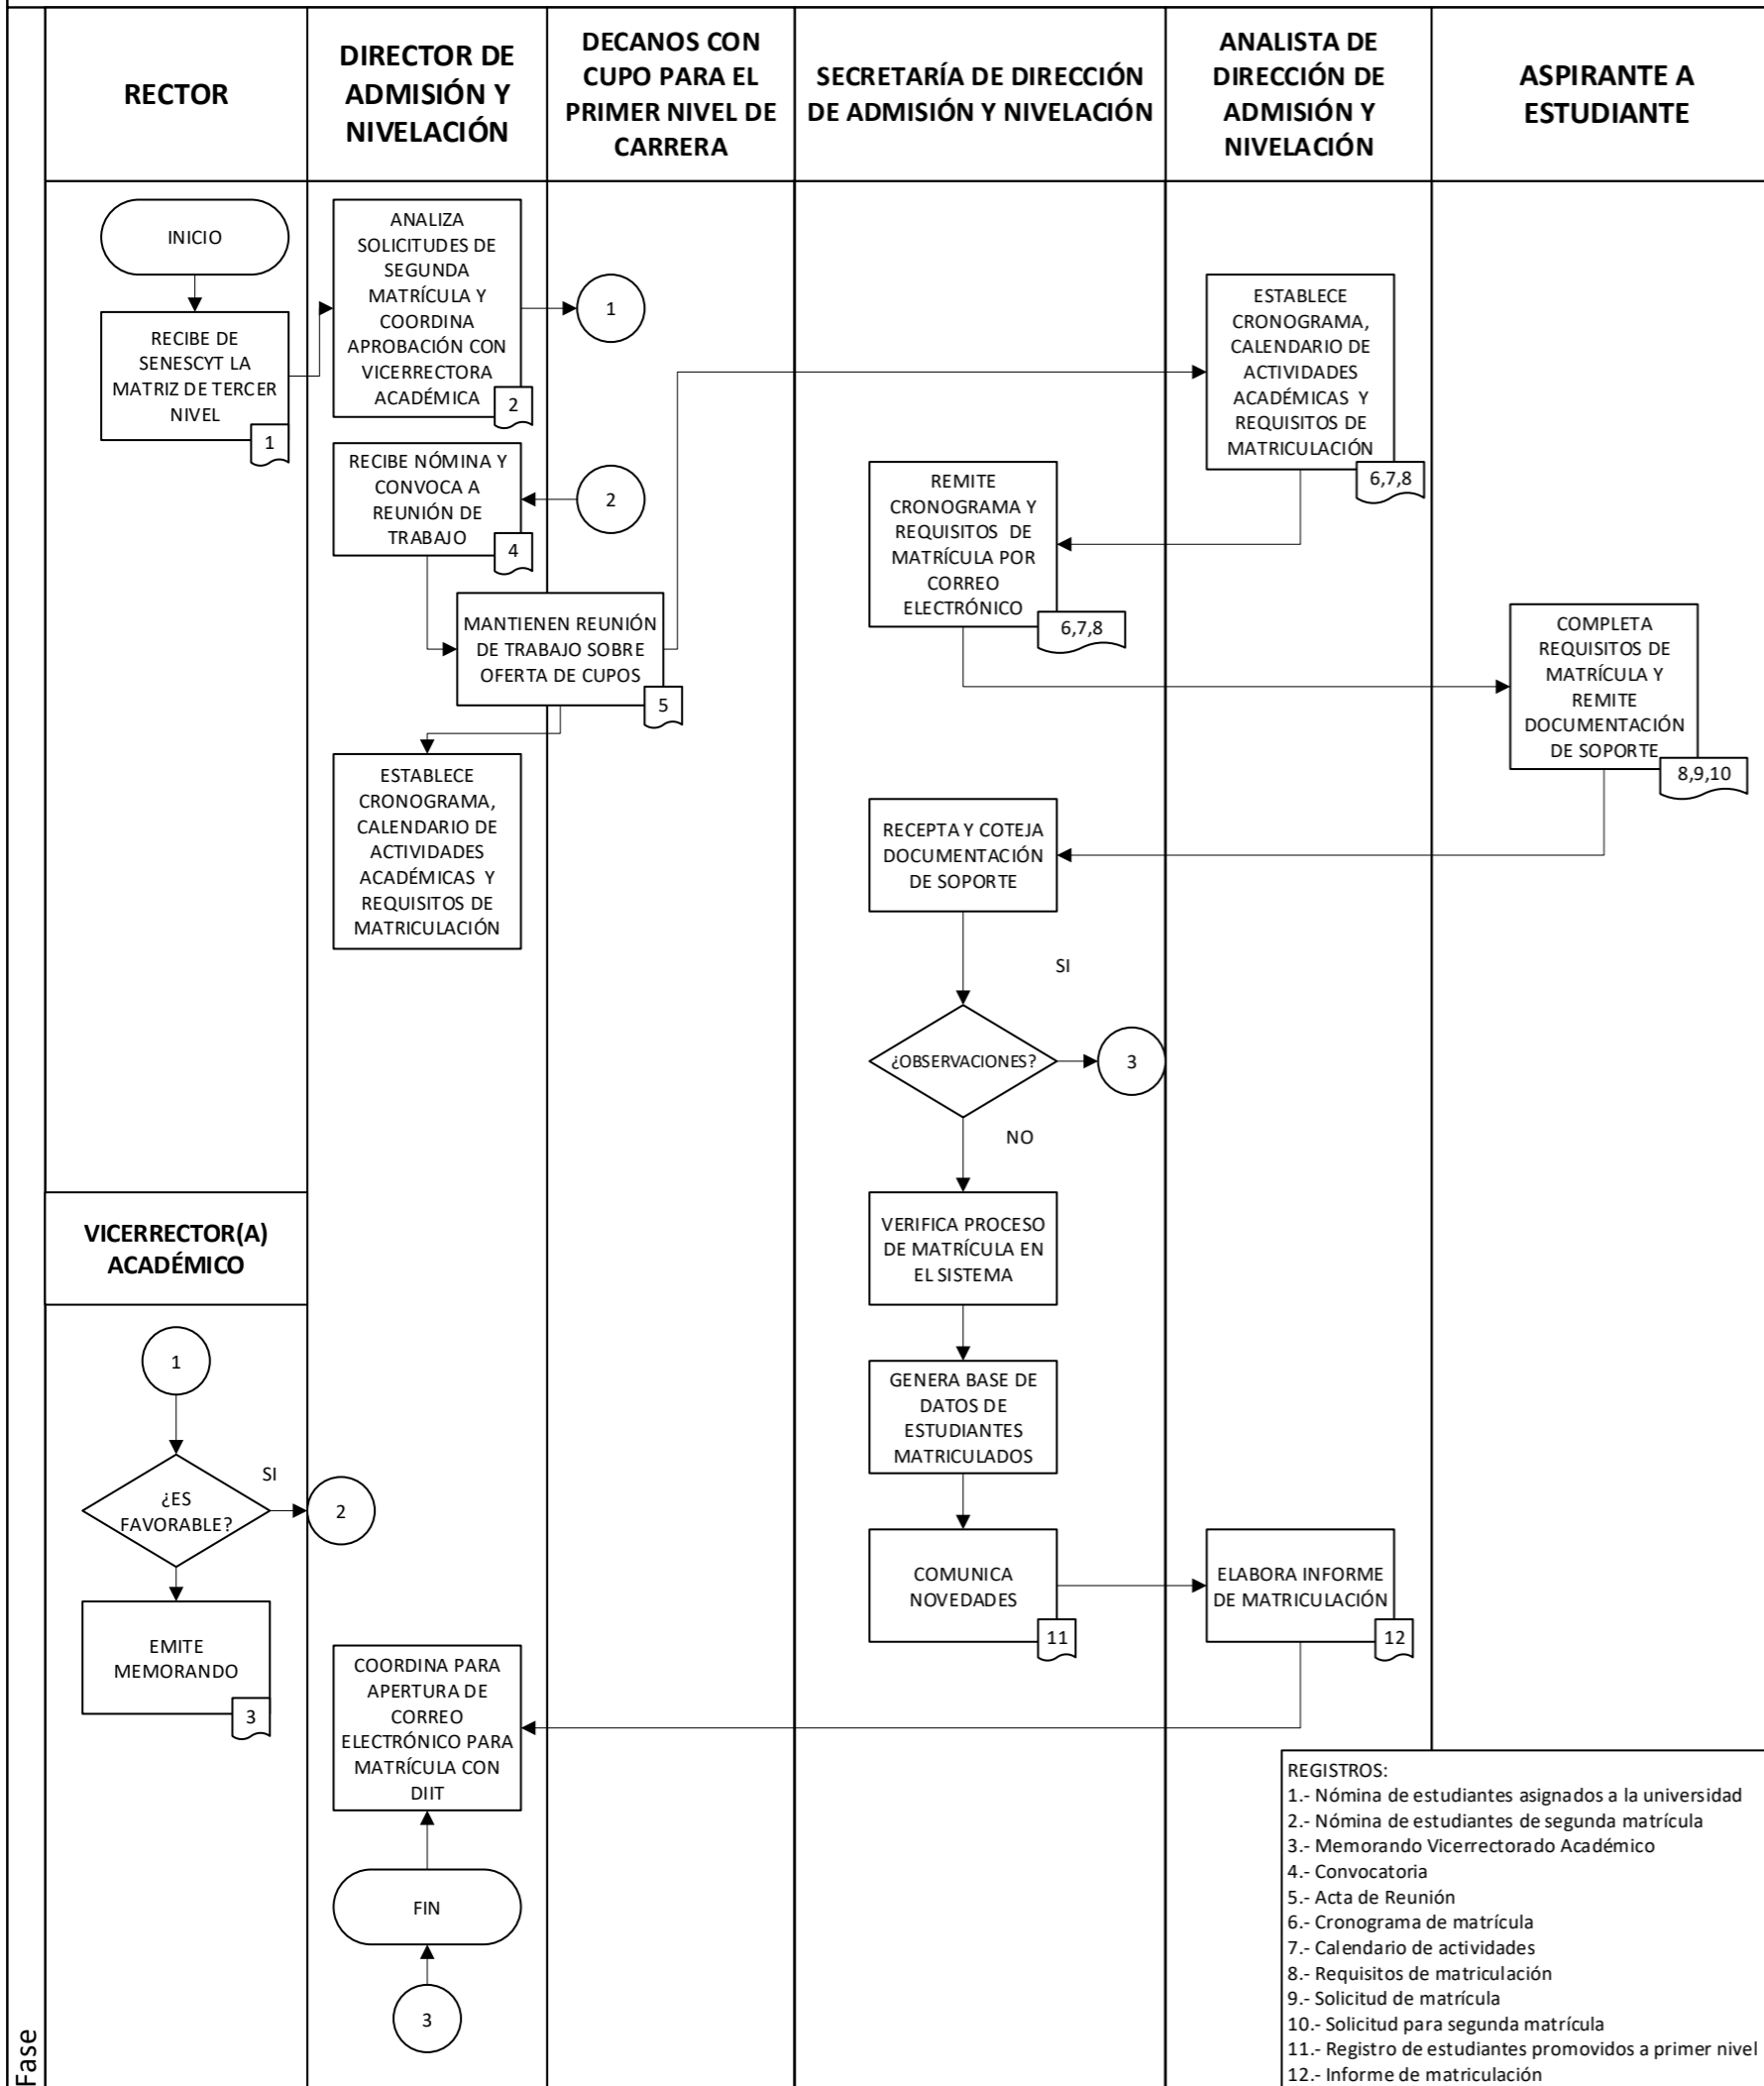 RECTOR
DIRECTOR DE
ADMISIÓN Y
NIVELACIÓN
DECANOS CON
CUPO PARA EL
PRIMER NIVEL DE
CARRERA
SECRETARÍA DE DIRECCIÓN
DE ADMISIÓN Y NIVELACIÓN
ANALISTA DE
DIRECCIÓN DE
ADMISIÓN Y
NIVELACIÓN
ASPIRANTE A
ESTUDIANTE
INICIO
RECIBE DE
SENESCYT LA
MATRIZ DE TERCER
NIVEL
1
ANALIZA
SOLICITUDES DE
SEGUNDA
MATRÍCULA Y
COORDINA
APROBACIÓN CON
VICERRECTORA
ACADÉMICA
2
1
RECIBE NÓMINA Y
CONVOCA A
REUNIÓN DE
TRABAJO
4
2
MANTIENEN REUNIÓN
DE TRABAJO SOBRE
OFERTA DE CUPOS
5
ESTABLECE
CRONOGRAMA,
CALENDARIO DE
ACTIVIDADES
ACADÉMICAS Y
REQUISITOS DE
MATRICULACIÓN
ESTABLECE
CRONOGRAMA,
CALENDARIO DE
ACTIVIDADES
ACADÉMICAS Y
REQUISITOS DE
MATRICULACIÓN
6,7,8
REMITE
CRONOGRAMA Y
REQUISITOS DE
MATRÍCULA POR
CORREO
ELECTRÓNICO
6,7,8
COMPLETA
REQUISITOS DE
MATRÍCULA Y
REMITE
DOCUMENTACIÓN
DE SOPORTE
8,9,10
RECEPTA Y COTEJA
DOCUMENTACIÓN
DE SOPORTE
SI
¿OBSERVACIONES?
3
NO
VERIFICA PROCESO
DE MATRÍCULA EN
EL SISTEMA
GENERA BASE DE
DATOS DE
ESTUDIANTES
MATRICULADOS
COMUNICA
NOVEDADES
11
ELABORA INFORME
DE MATRICULACIÓN
12
VICERRECTOR(A)
ACADÉMICO
1
¿ES
FAVORABLE?
SI
2
EMITE
MEMORANDO
3
COORDINA PARA
APERTURA DE
CORREO
ELECTRÓNICO PARA
MATRÍCULA CON
DIIT
FIN
3
REGISTROS:
1.- Nómina de estudiantes asignados a la universidad
2.- Nómina de estudiantes de segunda matrícula
3.- Memorando Vicerrectorado Académico
4.- Convocatoria
5.- Acta de Reunión
6.- Cronograma de matrícula
7.- Calendario de actividades
8.- Requisitos de matriculación
9.- Solicitud de matrícula
10.- Solicitud para segunda matrícula
11.- Registro de estudiantes promovidos a primer nivel
12.- Informe de matriculación
Fase